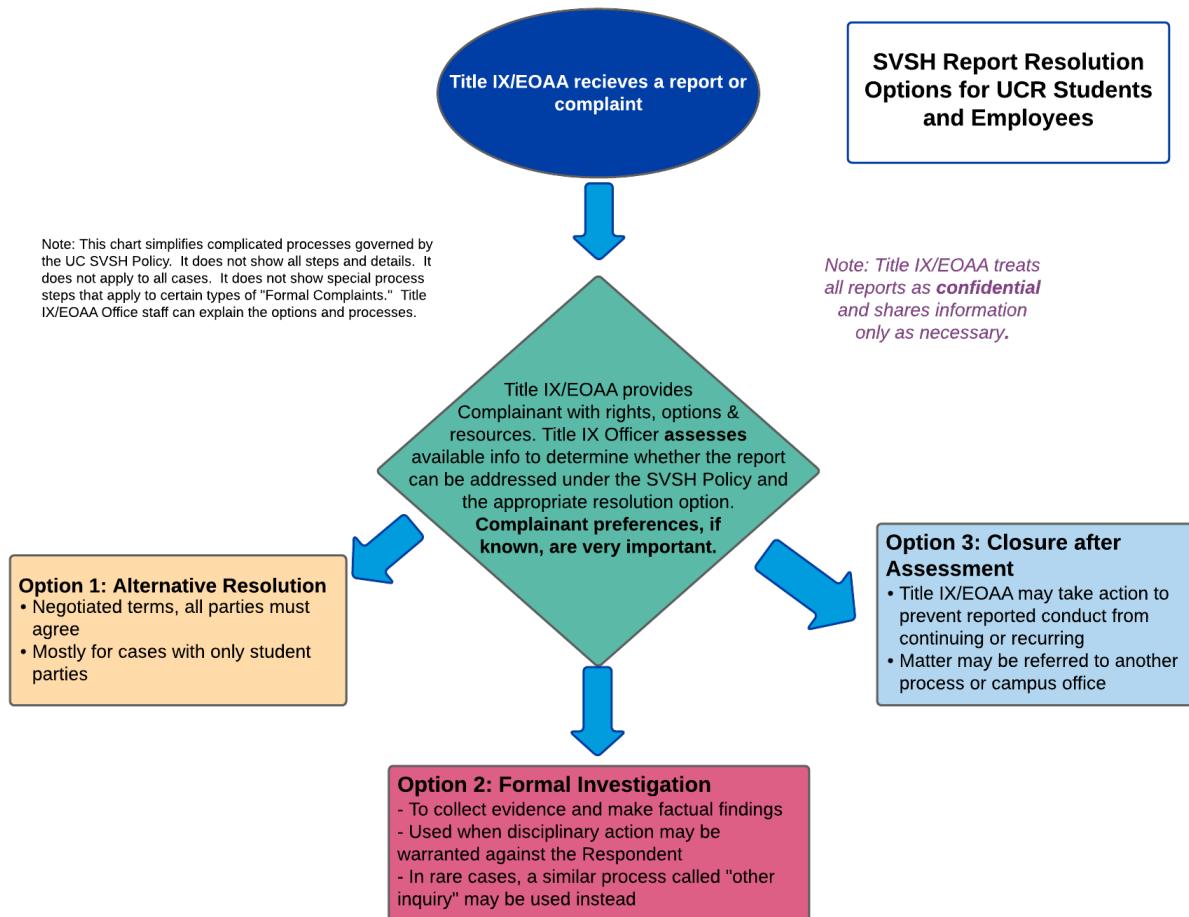 Title IX/EOAA recieves a report or
complaint
SVSH Report Resolution
Options for UCR Students
and Employees
Note: This chart simplifies complicated processes governed by
the UC SVSH Policy.  It does not show all steps and details.  It
does not apply to all cases.  It does not show special process
steps that apply to certain types of "Formal Complaints."  Title
IX/EOAA Office staff can explain the options and processes.
Note: Title IX/EOAA treats
all reports as confidential
and shares information
only as necessary.
Title IX/EOAA provides
Complainant with rights, options &
resources. Title IX Officer assesses
available info to determine whether the report
can be addressed under the SVSH Policy and
the appropriate resolution option.
Complainant preferences, if
known, are very important.
Option 1: Alternative Resolution
• Negotiated terms, all parties must
agree
• Mostly for cases with only student
parties
Option 2: Formal Investigation
- To collect evidence and make factual findings
- Used when disciplinary action may be
warranted against the Respondent
- In rare cases, a similar process called "other
inquiry" may be used instead
Option 3: Closure after
Assessment
• Title IX/EOAA may take action to
prevent reported conduct from
continuing or recurring
• Matter may be referred to another
process or campus office